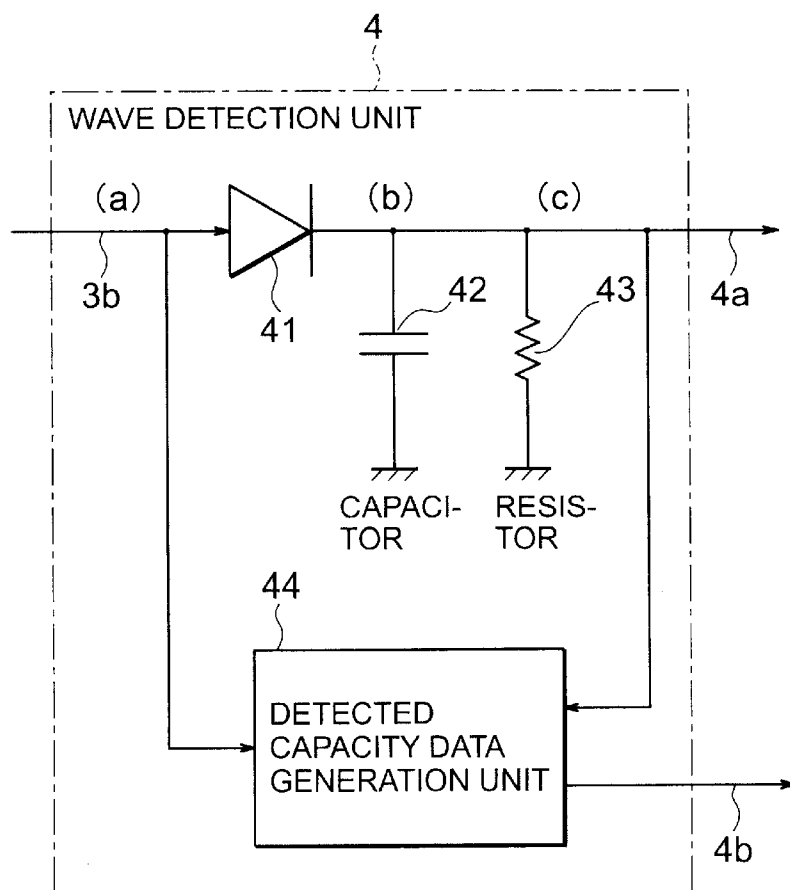 4
WAVE DETECTION UNIT
(a)
(b)
(c)
3b
41
42
43
4a
CAPACI-
TOR
RESIS-
TOR
44
DETECTED
CAPACITY DATA
GENERATION UNIT
4b